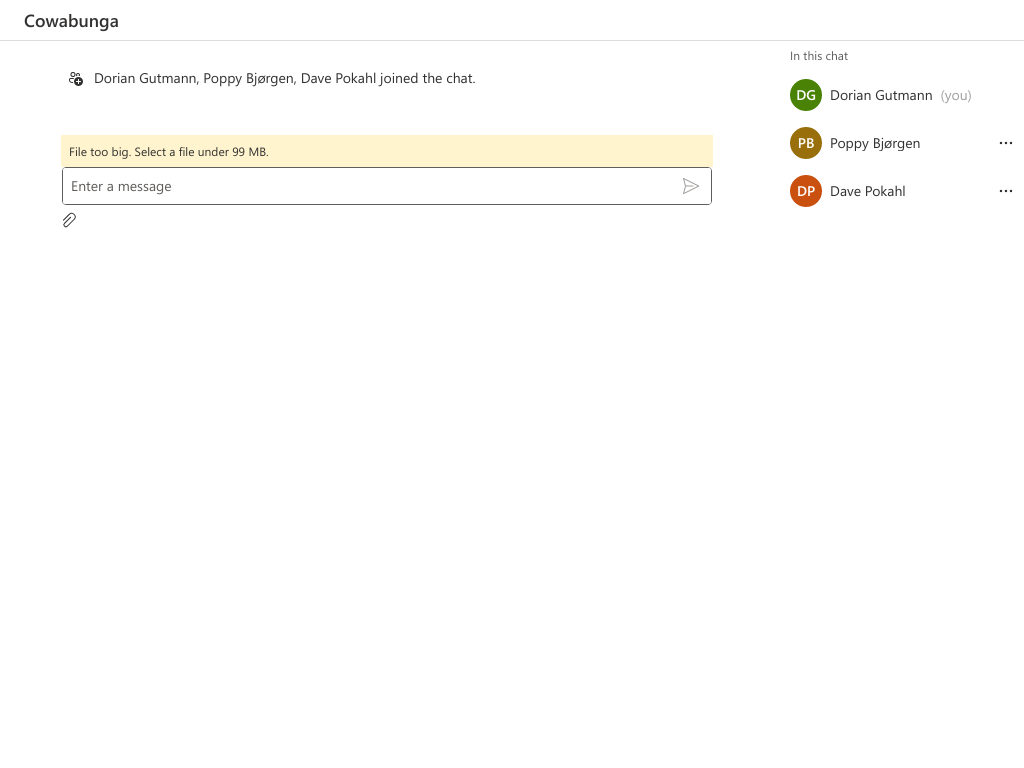 Cowabunga
Dorian Gutmann, Poppy Bjørgen, Dave Pokahl joined the chat.
File too big. Select a file under 99 MB.
Enter a message
In this chat
DG Dorian Gutmann (you)
PB Poppy Bjørgen
DP Dave Pokahl